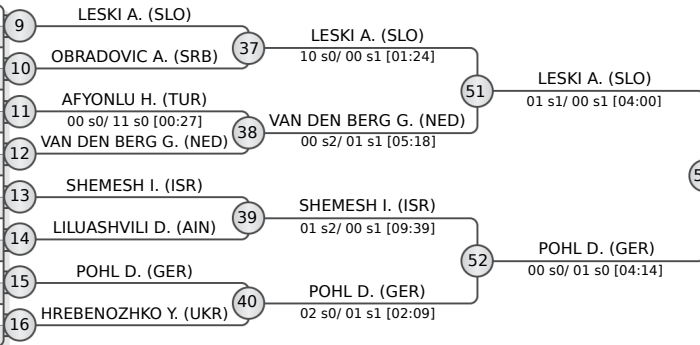 9
LESKI A. (SLO)
10
OBRADOVIC A. (SRB)
37
LESKI A. (SLO)
10 s0/ 00 s1 [01:24]
11
AFYONLU H. (TUR)
00 s0/ 11 s0 [00:27]
12
VAN DEN BERG G. (NED)
38
VAN DEN BERG G. (NED)
00 s2/ 01 s1 [05:18]
51
LESKI A. (SLO)
01 s1/ 00 s1 [04:00]
13
SHEMESH I. (ISR)
14
LILUASHVILI D. (AIN)
39
SHEMESH I. (ISR)
01 s2/ 00 s1 [09:39]
15
POHL D. (GER)
16
HREBENOZHKO Y. (UKR)
40
POHL D. (GER)
02 s0/ 01 s1 [02:09]
52
POHL D. (GER)
00 s0/ 01 s0 [04:14]